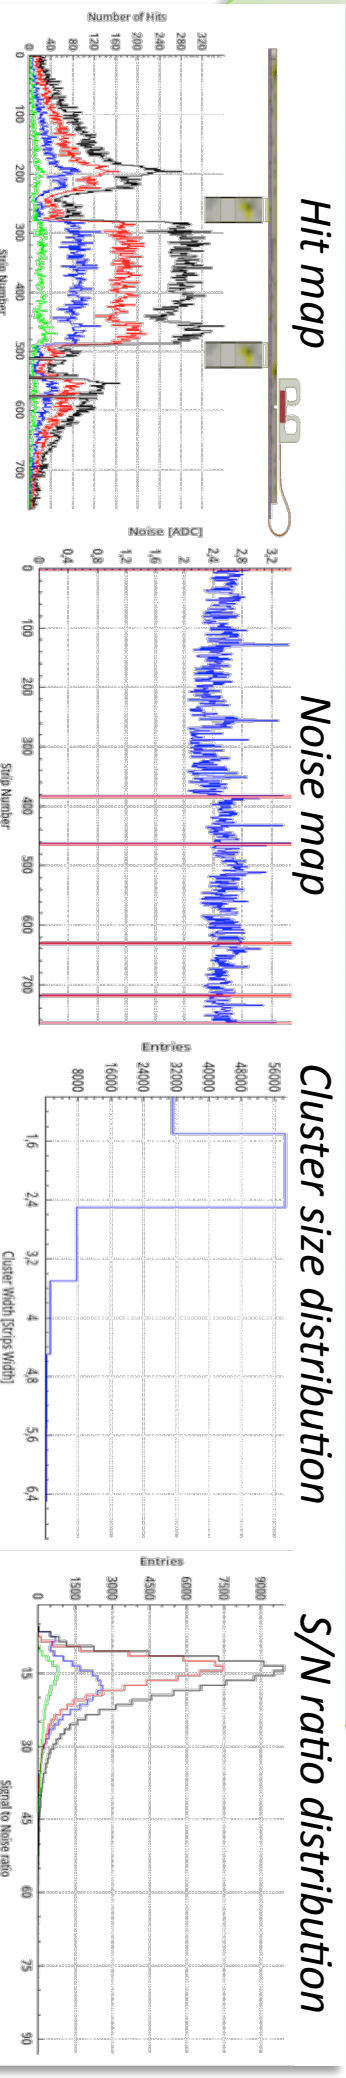 Hit map
Number of Hits
0 40 80 120 160 200 240 280 320
0 100 200 300 400 500 600 700
Strip Number
Noise map
Noise [ADC]
0 0,4 0,8 1,2 1,6 2 2,4 2,8 3,2
0 100 200 300 400 500 600 700
Strip Number
Cluster size distribution
Entries
8000 16000 24000 32000 40000 48000 56000
1,6 2,4 3,2 4 4,8 5,6 6,4
Cluster Width [Strips Width]
S/N ratio distribution
Entries
0 1500 3000 4500 6000 7500 9000
15 30 45 60 75 90
Signal to Noise ratio